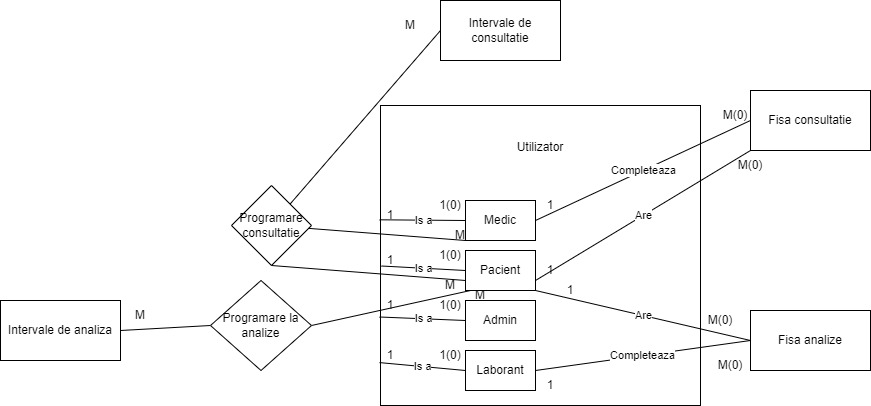 M
Intervale de
consultatie
M(0)
Fisa consultatie
Utilizator
M(0)
Completeaza
1
1(0)
1
Is a
Medic
Are
Programare
consultatie
M
1
1(0)
Is a
Pacient
1
M
M
1
Intervale de analiza
M
Programare la
analize
1
1(0)
Is a
Admin
Are
M(0)
Fisa analize
1
1(0)
Is a
Laborant
Completeaza
M(0)
1